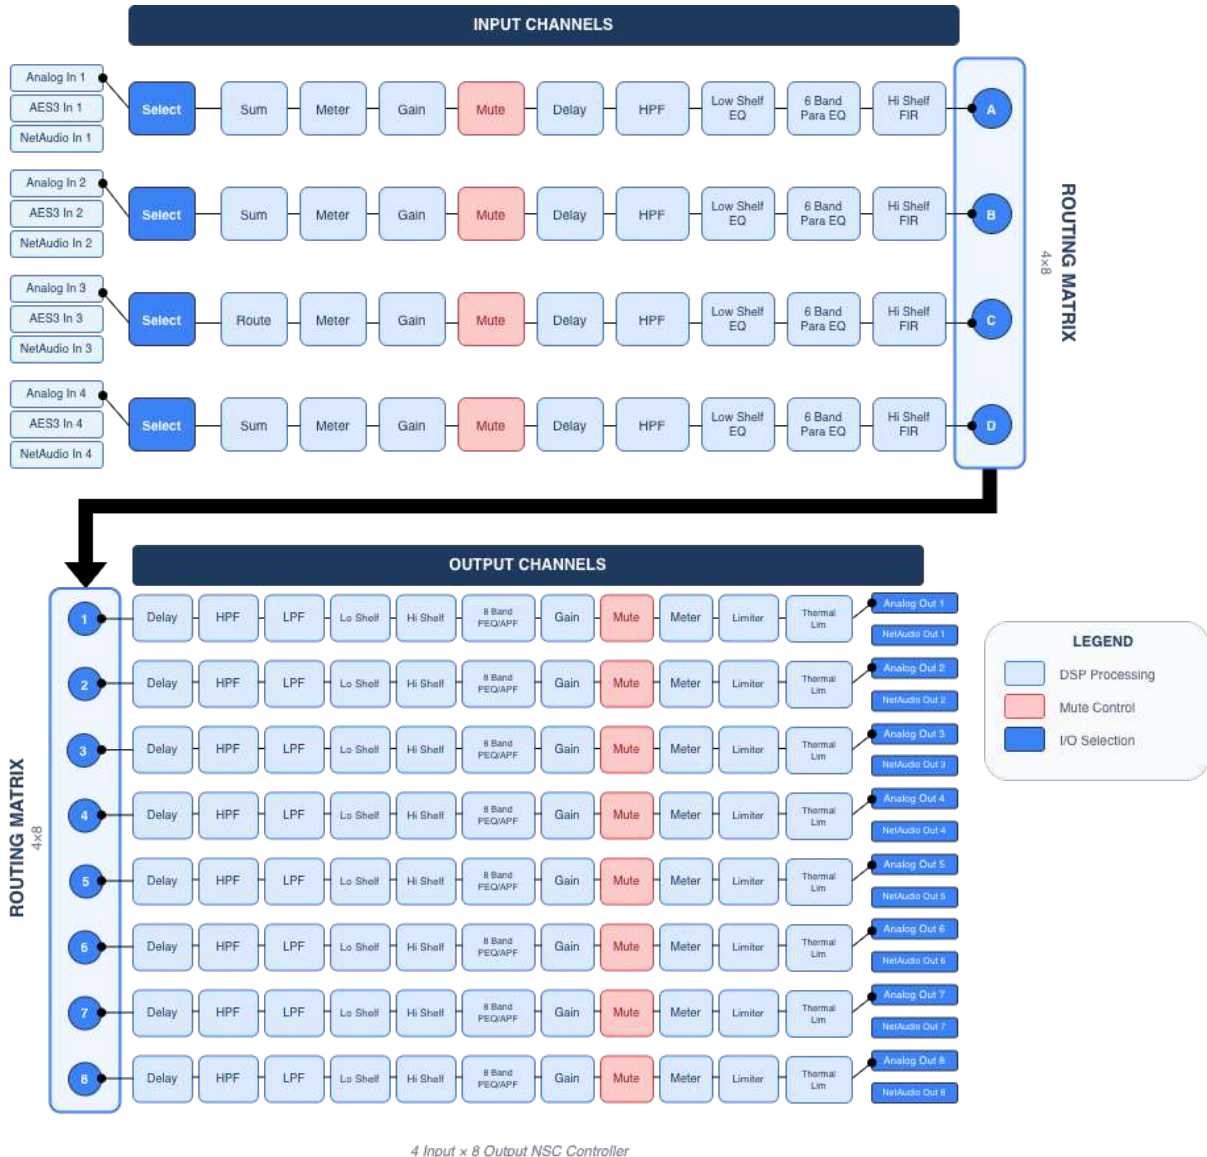 INPUT CHANNELS
Analog In 1
AES3 In 1
NetAudio In 1
Select
Sum
Meter
Gain
Mute
Delay
HPF
Low Shelf
EQ
6 Band
Para EQ
Hi Shelf
FIR
A
Analog In 2
AES3 In 2
NetAudio In 2
Select
Sum
Meter
Gain
Mute
Delay
HPF
Low Shelf
EQ
6 Band
Para EQ
Hi Shelf
FIR
B
Analog In 3
AES3 In 3
NetAudio In 3
Select
Route
Meter
Gain
Mute
Delay
HPF
Low Shelf
EQ
6 Band
Para EQ
Hi Shelf
FIR
C
Analog In 4
AES3 In 4
NetAudio In 4
Select
Sum
Meter
Gain
Mute
Delay
HPF
Low Shelf
EQ
6 Band
Para EQ
Hi Shelf
FIR
D
ROUTING MATRIX
4×8
OUTPUT CHANNELS
ROUTING MATRIX
4×8
1
Delay
HPF
LPF
Lo Shelf
Hi Shelf
8 Band
PEQ/APF
Gain
Mute
Meter
Limiter
Thermal
Lim
Analog Out 1
NetAudio Out 1
2
Delay
HPF
LPF
Lo Shelf
Hi Shelf
8 Band
PEQ/APF
Gain
Mute
Meter
Limiter
Thermal
Lim
Analog Out 2
NetAudio Out 2
3
Delay
HPF
LPF
Lo Shelf
Hi Shelf
8 Band
PEQ/APF
Gain
Mute
Meter
Limiter
Thermal
Lim
Analog Out 3
NetAudio Out 3
4
Delay
HPF
LPF
Lo Shelf
Hi Shelf
8 Band
PEQ/APF
Gain
Mute
Meter
Limiter
Thermal
Lim
Analog Out 4
NetAudio Out 4
5
Delay
HPF
LPF
Lo Shelf
Hi Shelf
8 Band
PEQ/APF
Gain
Mute
Meter
Limiter
Thermal
Lim
Analog Out 5
NetAudio Out 5
6
Delay
HPF
LPF
Lo Shelf
Hi Shelf
8 Band
PEQ/APF
Gain
Mute
Meter
Limiter
Thermal
Lim
Analog Out 6
NetAudio Out 6
7
Delay
HPF
LPF
Lo Shelf
Hi Shelf
8 Band
PEQ/APF
Gain
Mute
Meter
Limiter
Thermal
Lim
Analog Out 7
NetAudio Out 7
8
Delay
HPF
LPF
Lo Shelf
Hi Shelf
8 Band
PEQ/APF
Gain
Mute
Meter
Limiter
Thermal
Lim
Analog Out 8
NetAudio Out 8
LEGEND
DSP Processing
Mute Control
I/O Selection
4 Input × 8 Output NSC Controller